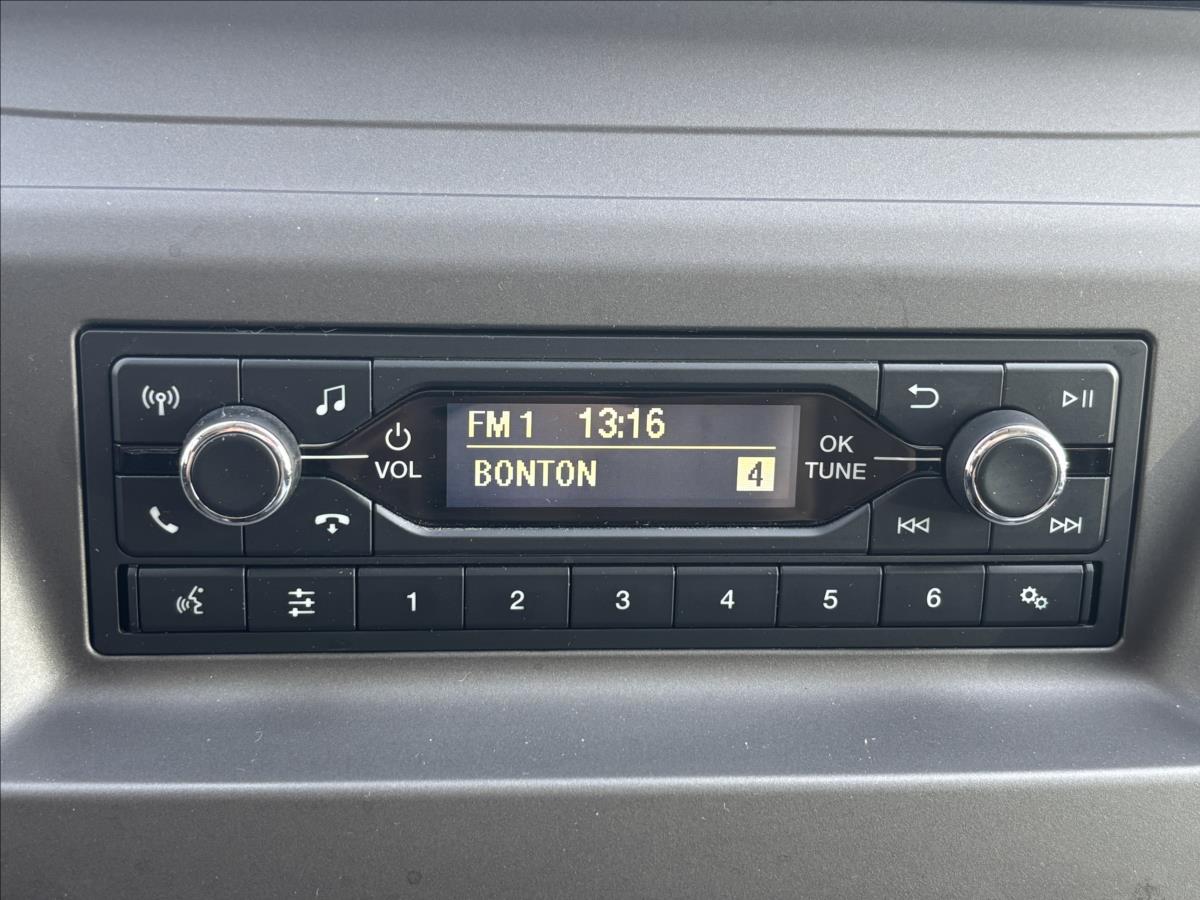 FM 1 13:16
BONTON 4
VOL
OK
TUNE
1 2 3 4 5 6